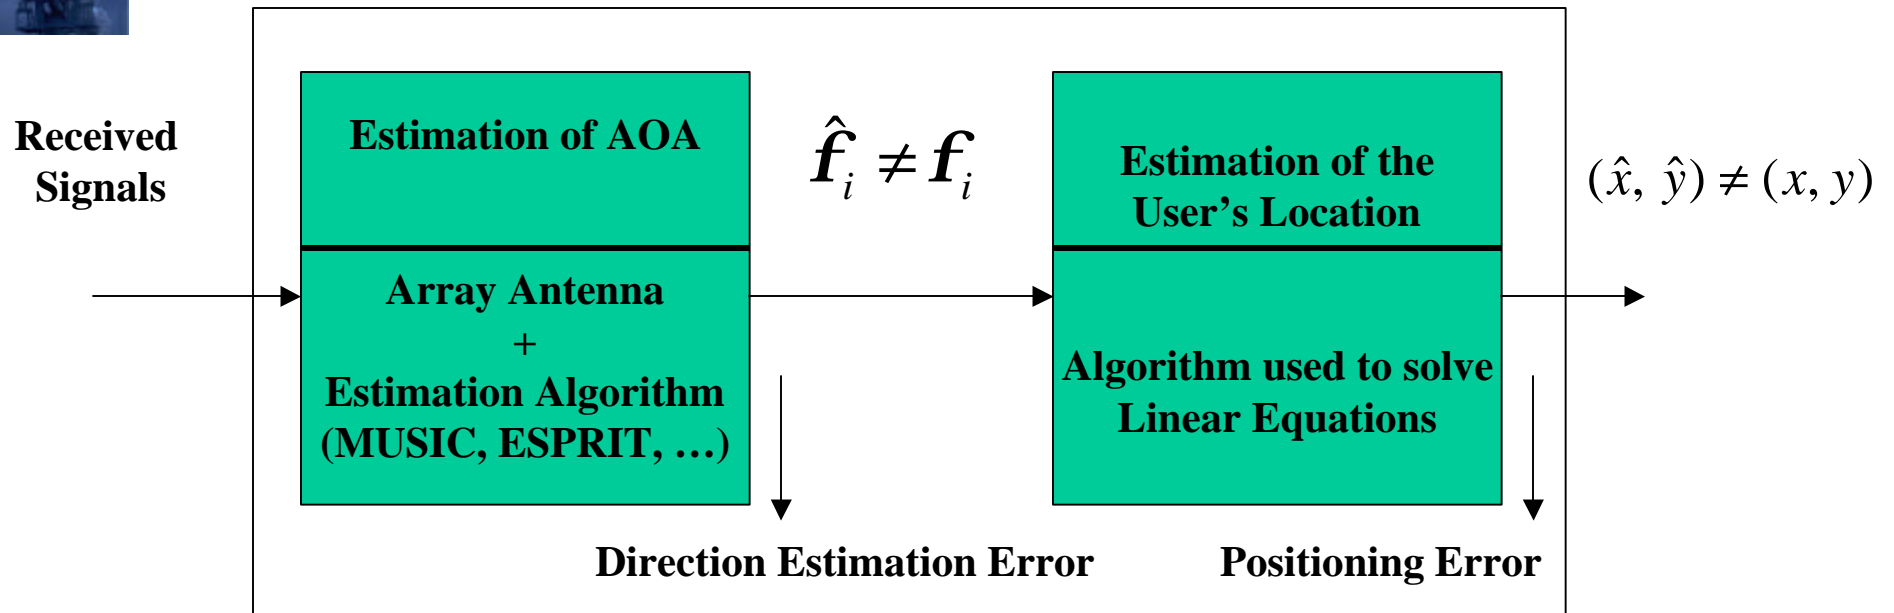 Received
Signals
Estimation of AOA
Array Antenna
+
Estimation Algorithm
(MUSIC, ESPRIT, …)
f̂i ≠ fi
Direction Estimation Error
Estimation of the
User’s Location
Algorithm used to solve
Linear Equations
Positioning Error
(x̂, ŷ) ≠ (x, y)